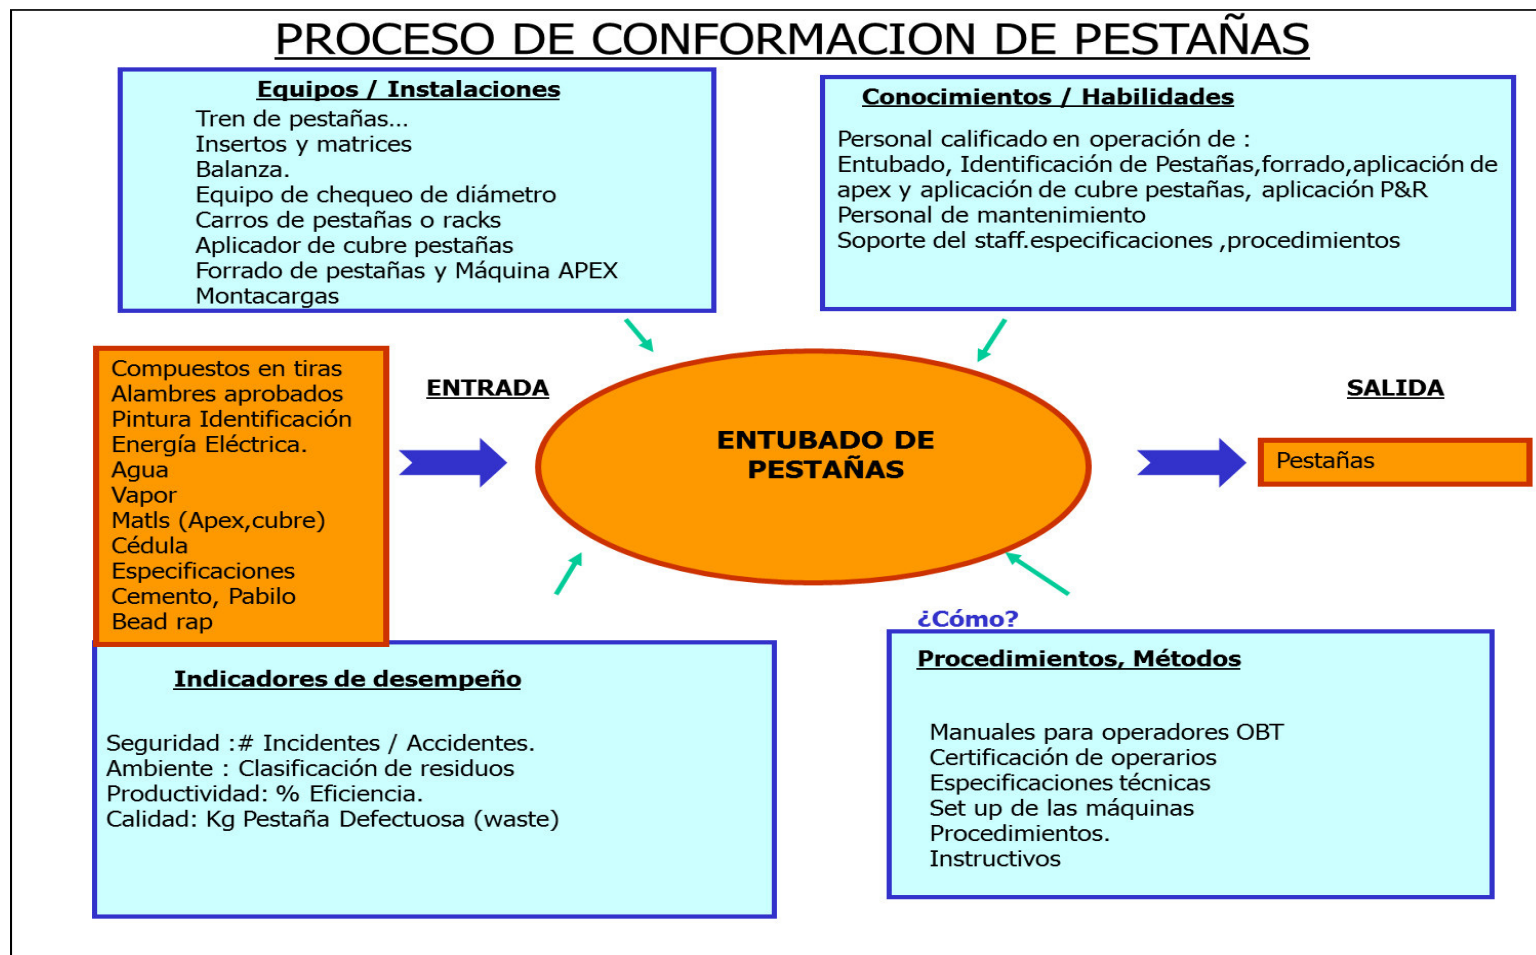 PROCESO DE CONFORMACION DE PESTAÑAS
Equipos / Instalaciones
Tren de pestañas...
Insertos y matrices
Balanza.
Equipo de chequeo de diámetro
Carros de pestañas o racks
Aplicador de cubre pestañas
Forrado de pestañas y Máquina APEX
Montacargas
Conocimientos / Habilidades
Personal calificado en operación de :
Entubado, Identificación de Pestañas,forrado,aplicación de
apex y aplicación de cubre pestañas, aplicación P&R
Personal de mantenimiento
Soporte del staff.especificaciones ,procedimientos
Compuestos en tiras
Alambres aprobados
Pintura Identificación
Energía Eléctrica.
Agua
Vapor
Matls (Apex,cubre)
Cédula
Especificaciones
Cemento, Pabilo
Bead rap
ENTRADA
ENTUBADO DE
PESTAÑAS
SALIDA
Pestañas
Indicadores de desempeño
Seguridad :# Incidentes / Accidentes.
Ambiente : Clasificación de residuos
Productividad: % Eficiencia.
Calidad: Kg Pestaña Defectuosa (waste)
¿Cómo?
Procedimientos, Métodos
Manuales para operadores OBT
Certificación de operarios
Especificaciones técnicas
Set up de las máquinas
Procedimientos.
Instructivos